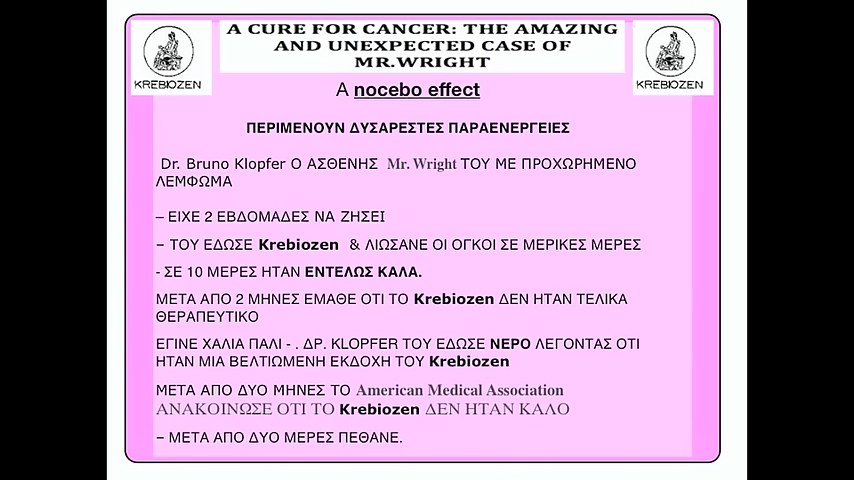 A CURE FOR CANCER: THE AMAZING
AND UNEXPECTED CASE OF
MR.WRIGHT
KREBIOZEN
KREBIOZEN
A nocebo effect
ΠΕΡΙΜΕΝΟΥΝ ΔΥΣΑΡΕΣΤΕΣ ΠΑΡΑΕΝΕΡΓΕΙΕΣ
Dr. Bruno Klopfer Ο ΑΣΘΕΝΗΣ Mr. Wright ΤΟΥ ΜΕ ΠΡΟΧΩΡΗΜΕΝΟ
ΛΕΜΦΩΜΑ
– ΕΙΧΕ 2 ΕΒΔΟΜΑΔΕΣ ΝΑ ΖΗΣΕΙ
– ΤΟΥ ΕΔΩΣΕ Krebiozen & ΛΙΩΣΑΝΕ ΟΙ ΟΓΚΟΙ ΣΕ ΜΕΡΙΚΕΣ ΜΕΡΕΣ
- ΣΕ 10 ΜΕΡΕΣ ΗΤΑΝ ΕΝΤΕΛΩΣ ΚΑΛΑ.
ΜΕΤΑ ΑΠΟ 2 ΜΗΝΕΣ ΕΜΑΘΕ ΟΤΙ ΤΟ Krebiozen ΔΕΝ ΗΤΑΝ ΤΕΛΙΚΑ
ΘΕΡΑΠΕΥΤΙΚΟ
ΕΓΙΝΕ ΧΑΛΙΑ ΠΑΛΙ - . ΔΡ. KLOPFER ΤΟΥ ΕΔΩΣΕ ΝΕΡΟ ΛΕΓΟΝΤΑΣ ΟΤΙ
ΗΤΑΝ ΜΙΑ ΒΕΛΤΙΩΜΕΝΗ ΕΚΔΟΧΗ ΤΟΥ Krebiozen
ΜΕΤΑ ΑΠΟ ΔΥΟ ΜΗΝΕΣ ΤΟ American Medical Association
ΑΝΑΚΟΙΝΩΣΕ ΟΤΙ ΤΟ Krebiozen ΔΕΝ ΗΤΑΝ ΚΑΛΟ
– ΜΕΤΑ ΑΠΟ ΔΥΟ ΜΕΡΕΣ ΠΕΘΑΝΕ.